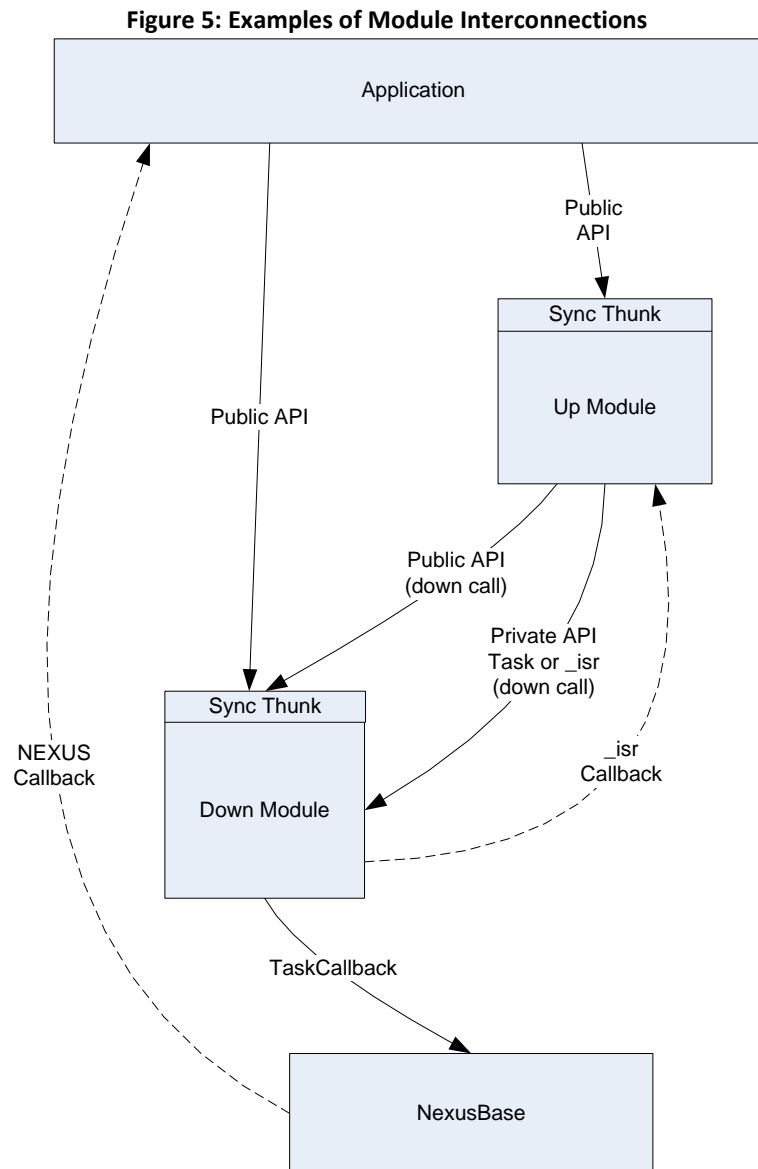 Figure 5: Examples of Module Interconnections
Application
Public
API
Sync Thunk
Up Module
Public API
Public API
(down call)
Private API
Task or _isr
(down call)
Sync Thunk
NEXUS
Callback
_isr
Callback
Down Module
TaskCallback
NexusBase